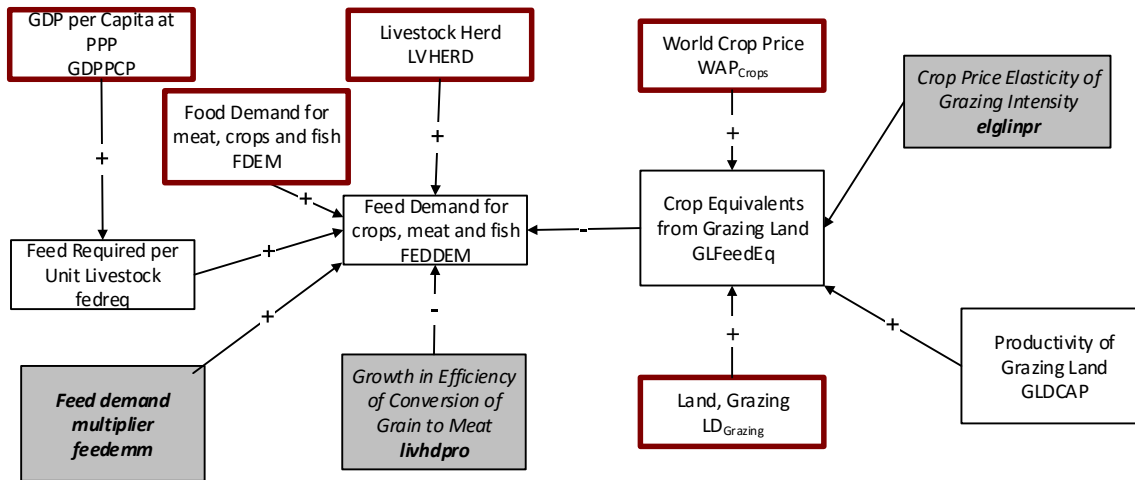 GDP per Capita at
PPP
GDPPCP
Livestock Herd
LVHERD
World Crop Price
WAPCrops
Crop Price Elasticity of
Grazing Intensity
elglinpr
Food Demand for
meat, crops and fish
FDEM
+
+
+
+
Feed Demand for
crops, meat and fish
FEDDEM
-
Crop Equivalents
from Grazing Land
GLFeedEq
Feed Required per
Unit Livestock
fedreq
+
+
-
+
+
Feed demand
multiplier
feedemm
Growth in Efficiency
of Conversion of
Grain to Meat
livhdpro
Land, Grazing
LDGrazing
Productivity of
Grazing Land
GLDCAP